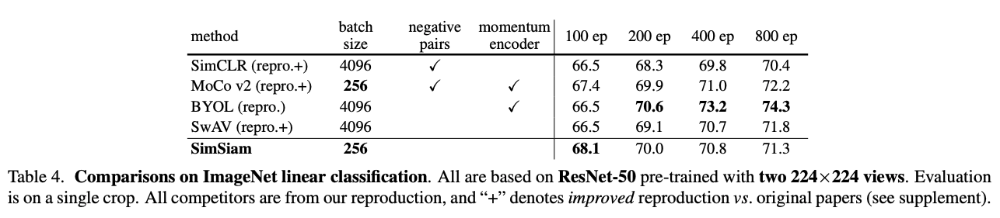 method batch size negative pairs momentum encoder 100 ep 200 ep 400 ep 800 ep
SimCLR (repro.+) 4096 ✓ 66.5 68.3 69.8 70.4
MoCo v2 (repro.+) 256 ✓ ✓ 67.4 69.9 71.0 72.2
BYOL (repro.) 4096 ✓ 66.5 70.6 73.2 74.3
SwAV (repro.+) 4096 66.5 69.1 70.7 71.8
SimSiam 256 68.1 70.0 70.8 71.3
Table 4. Comparisons on ImageNet linear classification. All are based on ResNet-50 pre-trained with two 224×224 views. Evaluation
is on a single crop. All competitors are from our reproduction, and “+” denotes improved reproduction vs. original papers (see supplement).